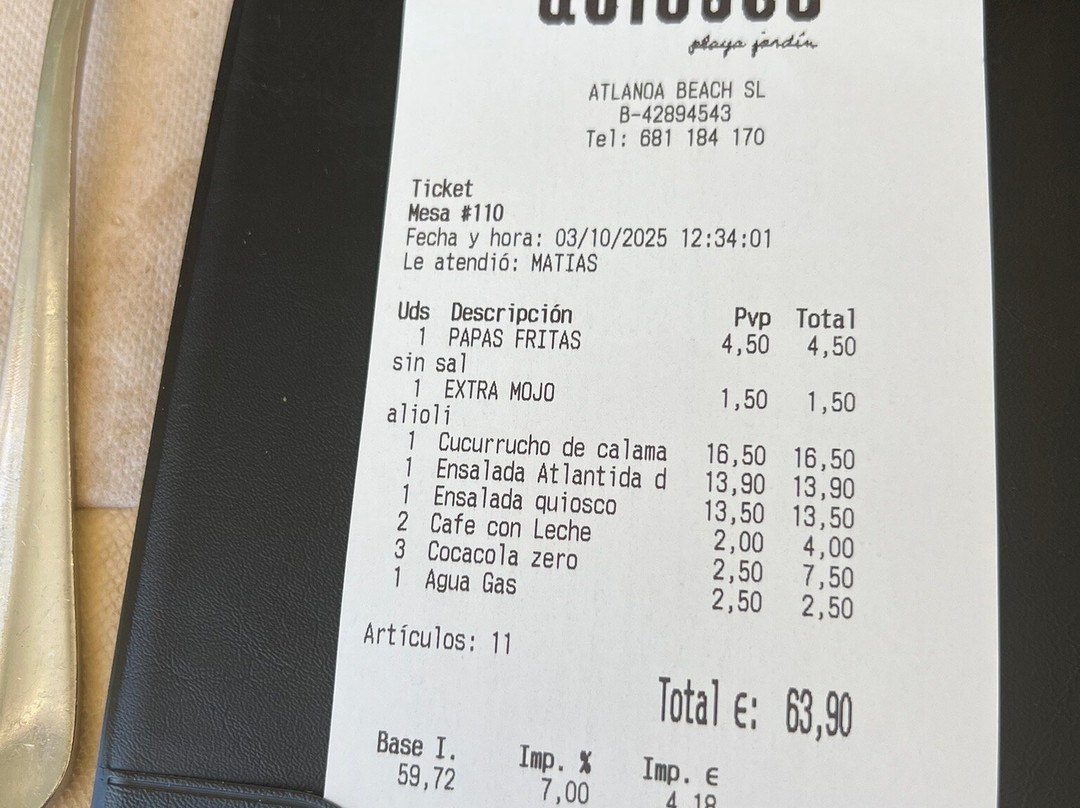 quiosco
playa jardín
ATLANOA BEACH SL
B-42894543
Tel: 681 184 170
Ticket
Mesa #110
Fecha y hora: 03/10/2025 12:34:01
Le atendió: MATIAS
Uds Descripción Pvp Total
1 PAPAS FRITAS 4,50 4,50
sin sal
1 EXTRA MOJO 1,50 1,50
alioli
1 Cucurrucho de calama 16,50 16,50
1 Ensalada Atlantida d 13,90 13,90
1 Ensalada quiosco 13,50 13,50
2 Cafe con Leche 2,00 4,00
3 Cocacola zero 2,50 7,50
1 Agua Gas 2,50 2,50
Artículos: 11
Total €: 63,90
Base I. Imp. % Imp. €
59,72 7,00 4,18